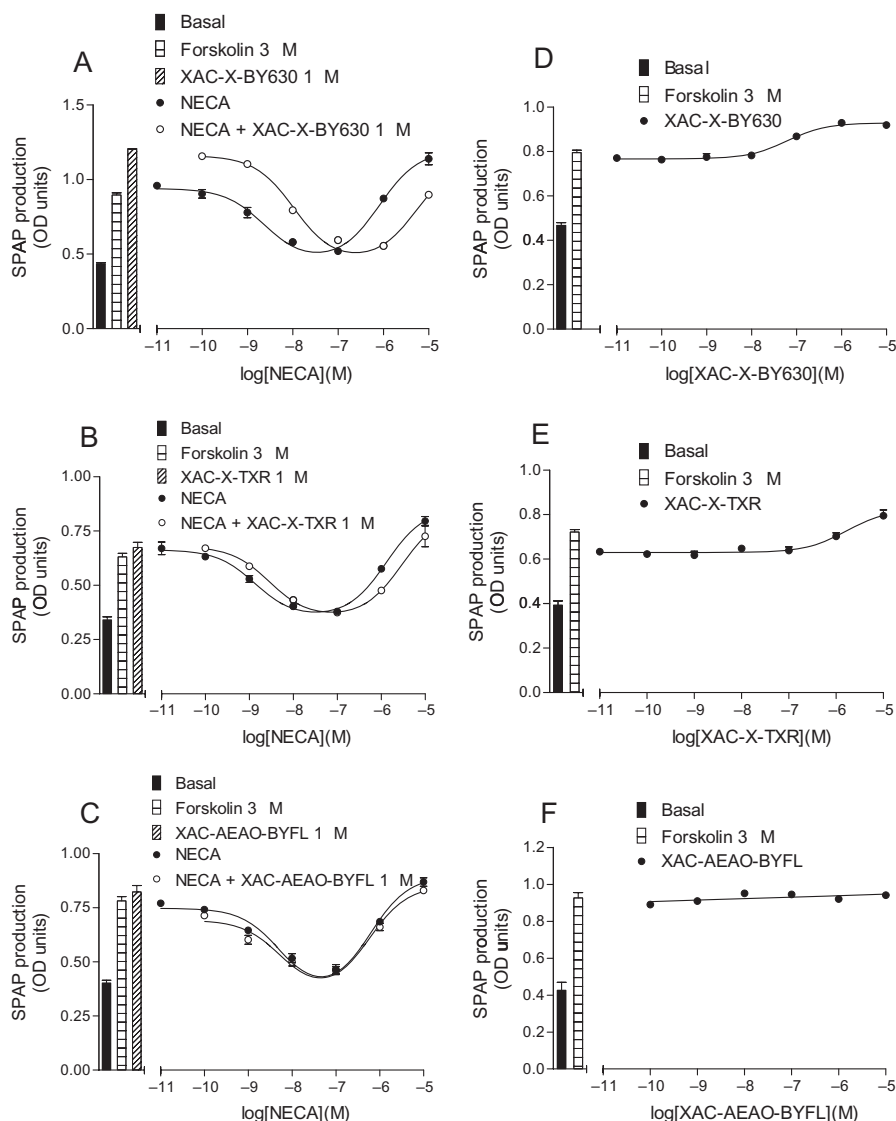 A
Basal
Forskolin 3 M
XAC-X-BY630 1 M
NECA
NECA + XAC-X-BY630 1 M
SPAP production
(OD units)
1.5
1.0
0.5
0.0
−11 −10 −9 −8 −7 −6 −5
log[NECA](M)
D
Basal
Forskolin 3 M
XAC-X-BY630
SPAP production
(OD units)
1.0
0.8
0.6
0.4
0.2
0.0
−11 −10 −9 −8 −7 −6 −5
log[XAC-X-BY630](M)
B
Basal
Forskolin 3 M
XAC-X-TXR 1 M
NECA
NECA + XAC-X-TXR 1 M
SPAP production
(OD units)
1.00
0.75
0.50
0.25
0.00
−11 −10 −9 −8 −7 −6 −5
log[NECA](M)
E
Basal
Forskolin 3 M
XAC-X-TXR
SPAP production
(OD units)
1.0
0.8
0.6
0.4
0.2
0.0
−11 −10 −9 −8 −7 −6 −5
log[XAC-X-TXR](M)
C
Basal
Forskolin 3 M
XAC-AEAO-BYFL 1 M
NECA
NECA + XAC-AEAO-BYFL 1 M
SPAP production
(OD units)
1.00
0.75
0.50
0.25
0.00
−11 −10 −9 −8 −7 −6 −5
log[NECA](M)
F
Basal
Forskolin 3 M
XAC-AEAO-BYFL
SPAP production
(OD units)
1.4
1.2
1.0
0.8
0.6
0.4
0.2
0.0
−11 −10 −9 −8 −7 −6 −5
log[XAC-AEAO-BYFL](M)